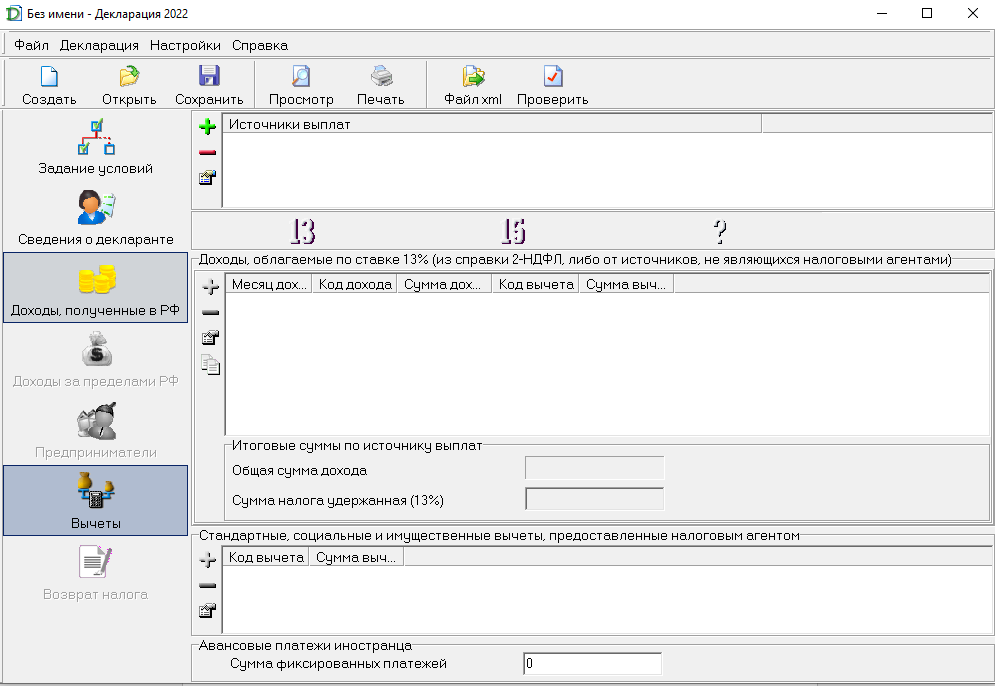 Без имени - Декларация 2022
Файл Декларация Настройки Справка
Создать Открыть Сохранить Просмотр Печать Файл xml Проверить
Задание условий
Сведения о декларанте
Доходы, полученные в РФ
Доходы за пределами РФ
Предприниматели
Вычеты
Возврат налога
Источники выплат
13 15 ?
Доходы, облагаемые по ставке 13% (из справки 2-НДФЛ, либо от источников, не являющихся налоговыми агентами)
Месяц дох... Код дохода Сумма дох... Код вычета Сумма выч...
Итоговые суммы по источнику выплат
Общая сумма дохода
Сумма налога удержанная (13%)
Стандартные, социальные и имущественные вычеты, предоставленные налоговым агентом
Код вычета Сумма выч...
Авансовые платежи иностранца
Сумма фиксированных платежей 0